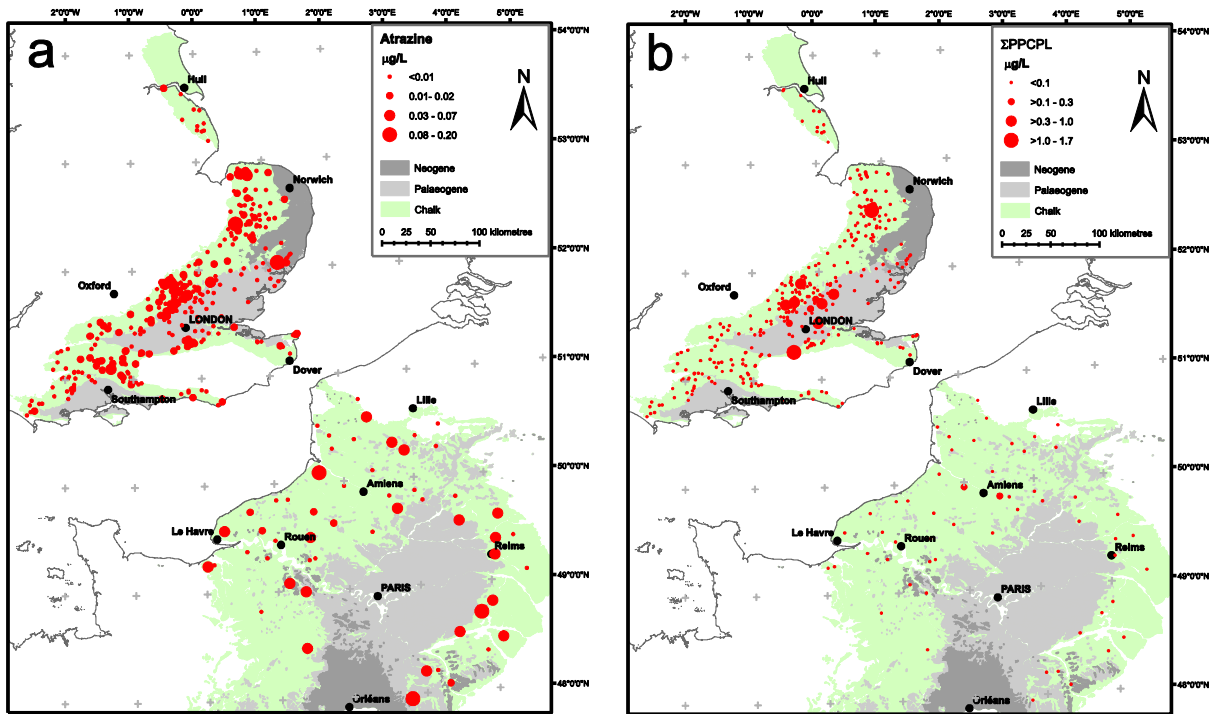 2°0'0"W 1°0'0"W 0°0'0" 1°0'0"E 2°0'0"E 3°0'0"E 4°0'0"E 5°0'0"E
a
Atrazine
µg/L
<0.01
0.01- 0.02
0.03 - 0.07
0.08 - 0.20
N
Neogene
Palaeogene
Chalk
0 25 50 100 kilometres
54°0'0"N
53°0'0"N
52°0'0"N
51°0'0"N
50°0'0"N
49°0'0"N
48°0'0"N
Hull
Norwich
Oxford
LONDON
Dover
Southampton
Lille
Amiens
Le Havre
Rouen
Reims
PARIS
Orléans
2°0'0"W 1°0'0"W 0°0'0" 1°0'0"E 2°0'0"E 3°0'0"E 4°0'0"E 5°0'0"E
b
ΣPPCPL
µg/L
<0.1
>0.1 - 0.3
>0.3 - 1.0
>1.0 - 1.7
N
Neogene
Palaeogene
Chalk
0 25 50 100 kilometres
54°0'0"N
53°0'0"N
52°0'0"N
51°0'0"N
50°0'0"N
49°0'0"N
48°0'0"N
Hull
Norwich
Oxford
LONDON
Dover
Southampton
Lille
Amiens
Le Havre
Rouen
Reims
PARIS
Orléans